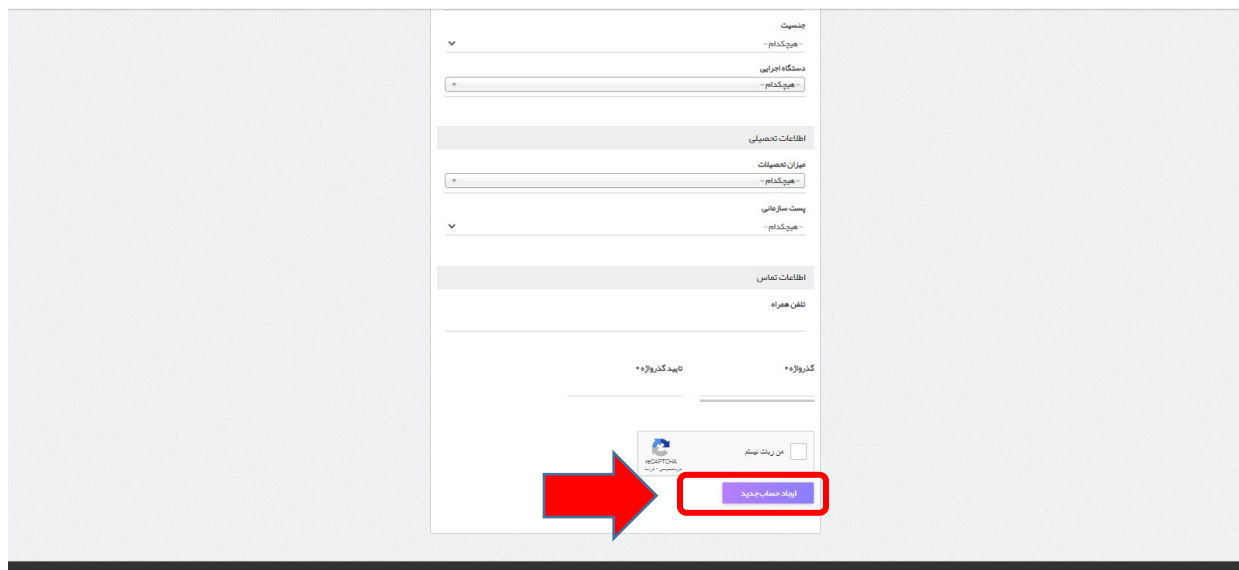 جنسیت
- هیچکدام -
دستگاه اجرایی
- هیچکدام -
اطلاعات تحصیلی
میزان تحصیلات
- هیچکدام -
پست سازمانی
- هیچکدام -
اطلاعات تماس
تلفن همراه
گذرواژه *
تایید گذرواژه *
من ربات نیستم
reCAPTCHA
ایجاد حساب جدید